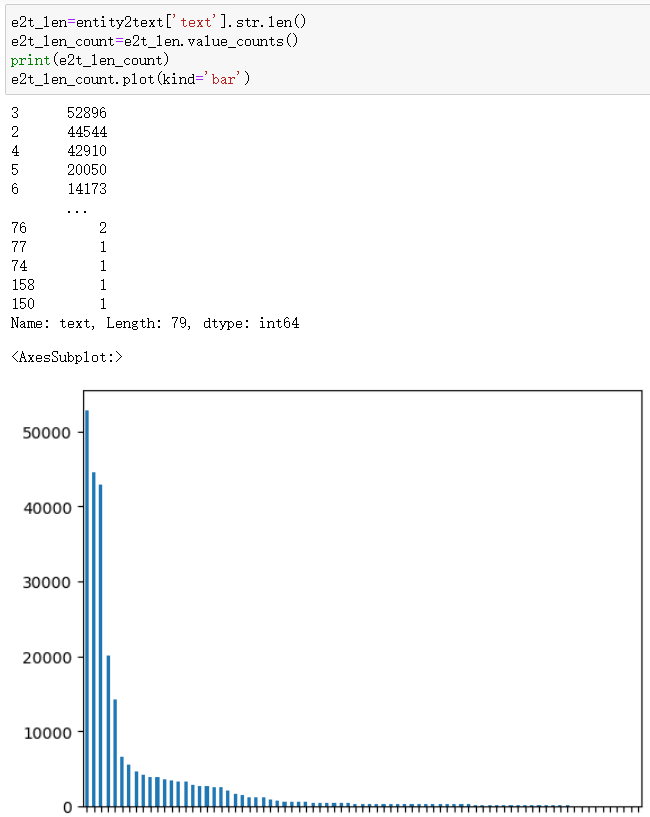 e2t_len=entity2text['text'].str.len()
e2t_len_count=e2t_len.value_counts()
print(e2t_len_count)
e2t_len_count.plot(kind='bar')
3 52896
2 44544
4 42910
5 20050
6 14173
...
76 2
77 1
74 1
158 1
150 1
Name: text, Length: 79, dtype: int64
<AxesSubplot:>
50000
40000
30000
20000
10000
0